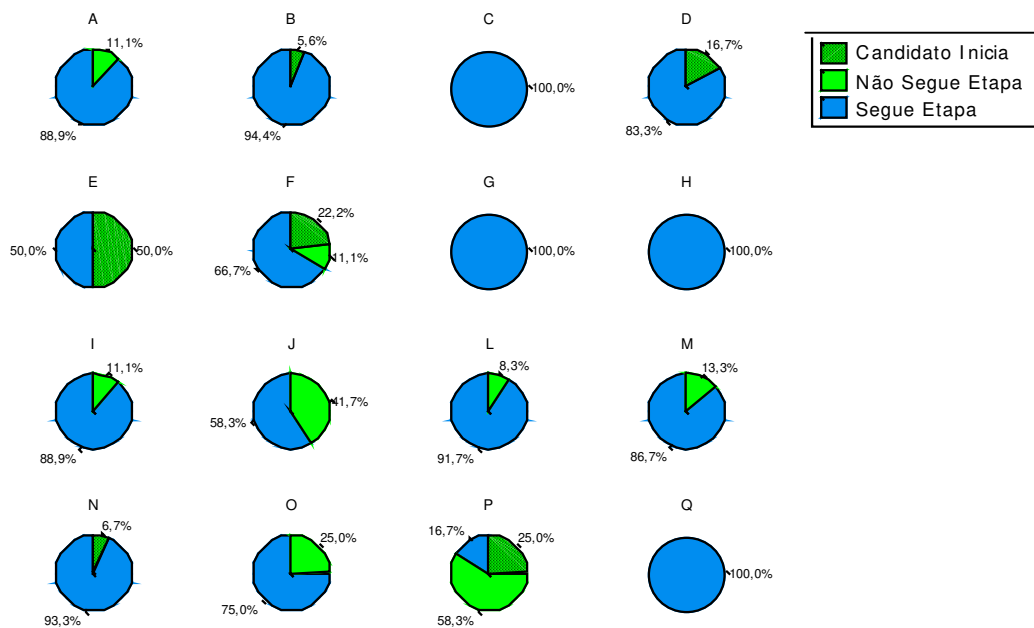 A
B
C
D
11,1%
88,9%
5,6%
94,4%
100,0%
16,7%
83,3%
Candidato Inicia
Não Segue Etapa
Segue Etapa
E
F
G
H
50,0%
50,0%
22,2%
11,1%
66,7%
100,0%
100,0%
I
J
L
M
11,1%
88,9%
41,7%
58,3%
8,3%
91,7%
13,3%
86,7%
N
O
P
Q
6,7%
93,3%
25,0%
75,0%
16,7%
25,0%
58,3%
100,0%